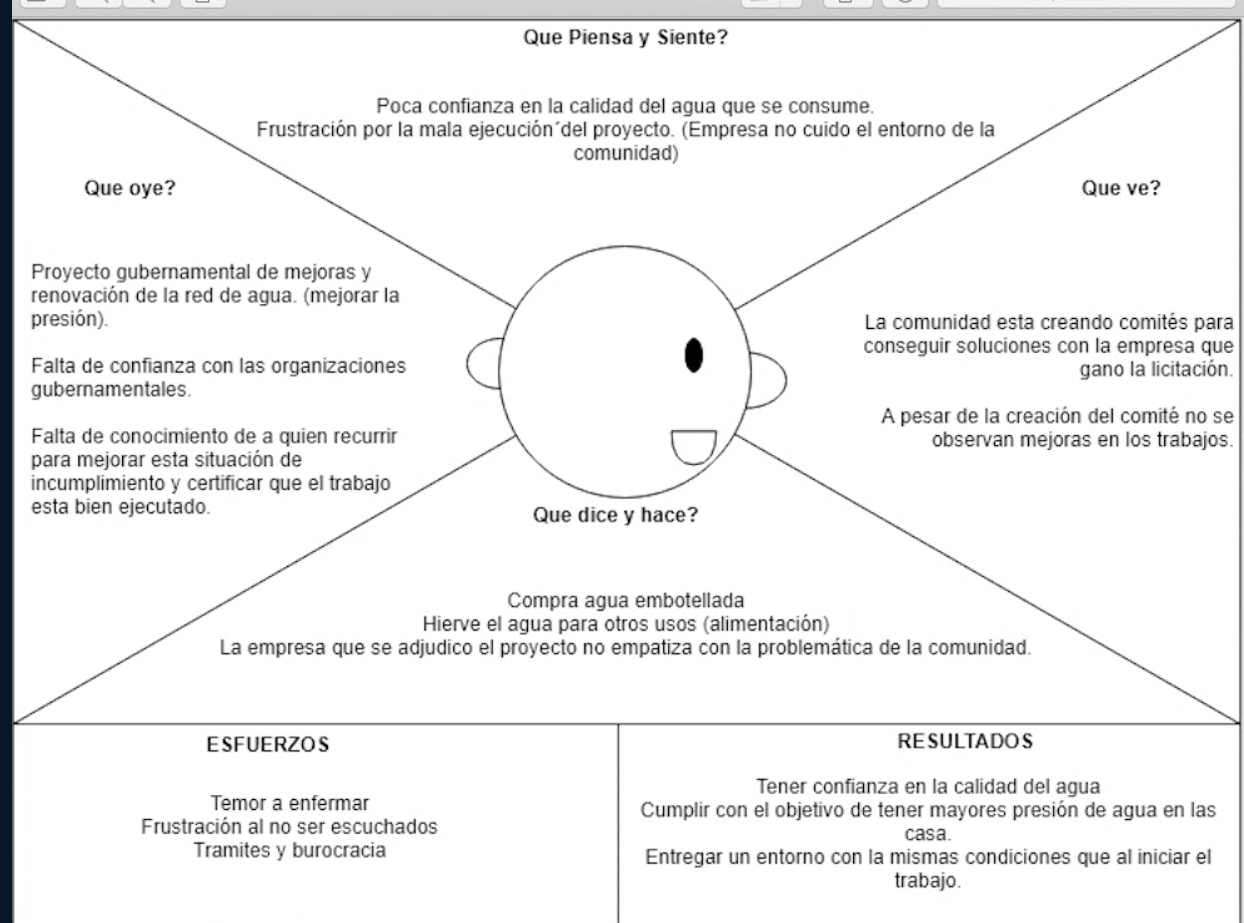 Que Piensa y Siente?
Poca confianza en la calidad del agua que se consume.
Frustración por la mala ejecución´del proyecto. (Empresa no cuido el entorno de la
comunidad)
Que oye?
Proyecto gubernamental de mejoras y
renovación de la red de agua. (mejorar la
presión).
Falta de confianza con las organizaciones
gubernamentales.
Falta de conocimiento de a quien recurrir
para mejorar esta situación de
incumplimiento y certificar que el trabajo
esta bien ejecutado.
Que ve?
La comunidad esta creando comités para
conseguir soluciones con la empresa que
gano la licitación.
A pesar de la creación del comité no se
observan mejoras en los trabajos.
Que dice y hace?
Compra agua embotellada
Hierve el agua para otros usos (alimentación)
La empresa que se adjudico el proyecto no empatiza con la problemática de la comunidad.
ESFUERZOS
Temor a enfermar
Frustración al no ser escuchados
Tramites y burocracia
RESULTADOS
Tener confianza en la calidad del agua
Cumplir con el objetivo de tener mayores presión de agua en las
casa.
Entregar un entorno con la mismas condiciones que al iniciar el
trabajo.